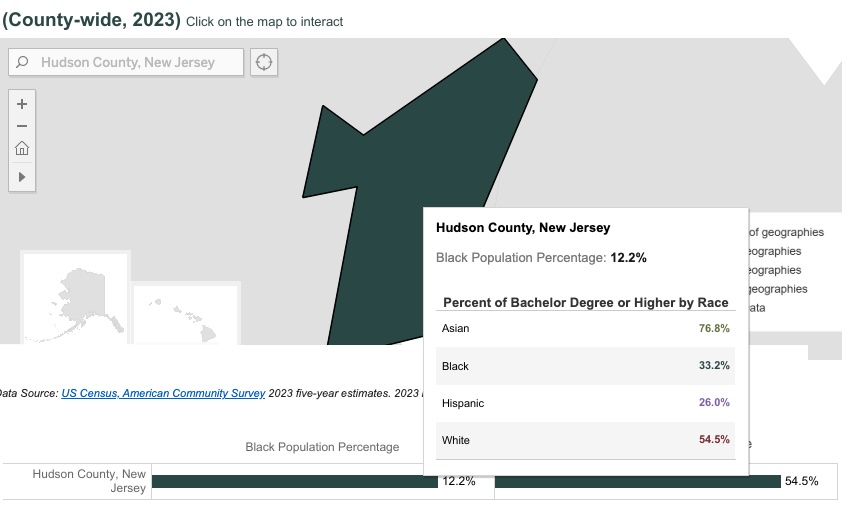 (County-wide, 2023) Click on the map to interact
Hudson County, New Jersey
Hudson County, New Jersey
Black Population Percentage: 12.2%
Percent of Bachelor Degree or Higher by Race
Asian 76.8%
Black 33.2%
Hispanic 26.0%
White 54.5%
of geographies
eographies
eographies
geographies
ata
Data Source: US Census, American Community Survey 2023 five-year estimates. 2023
Black Population Percentage
Hudson County, New
Jersey
12.2%
54.5%